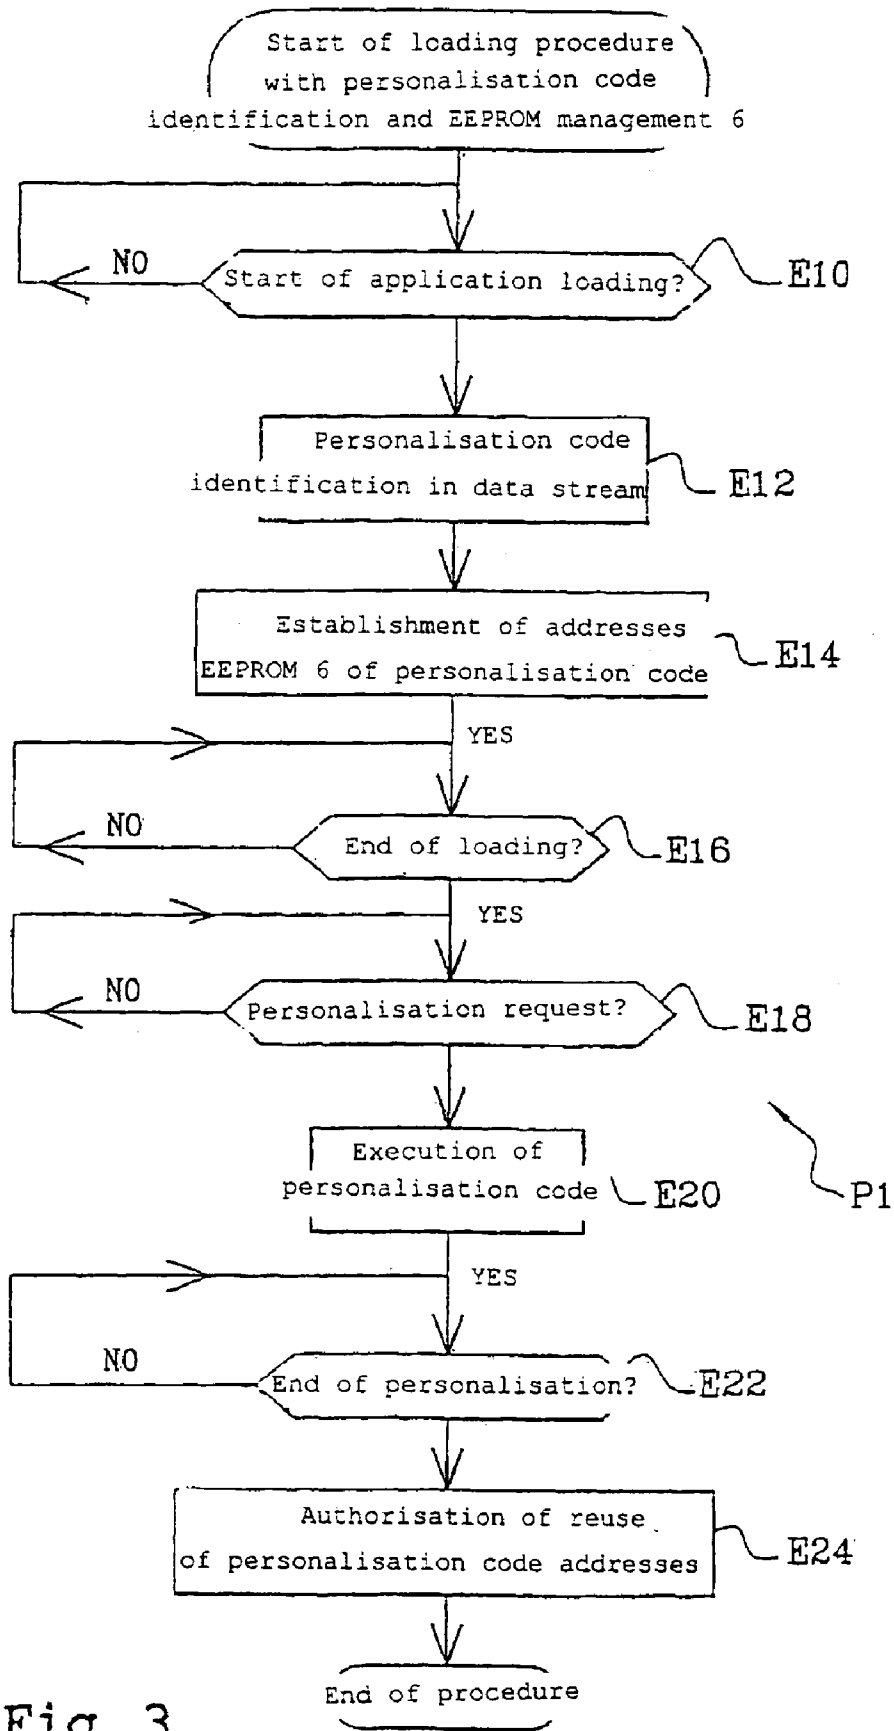 Start of loading procedure
with personalisation code
identification and EEPROM management 6
NO
Start of application loading?
E10
Personalisation code
identification in data stream
E12
Establishment of addresses
EEPROM 6 of personalisation code
E14
YES
NO
End of loading?
E16
YES
NO
Personalisation request?
E18
Execution of
personalisation code
E20
P1
YES
NO
End of personalisation?
E22
Authorisation of reuse
of personalisation code addresses
E24
End of procedure
Fig. 3